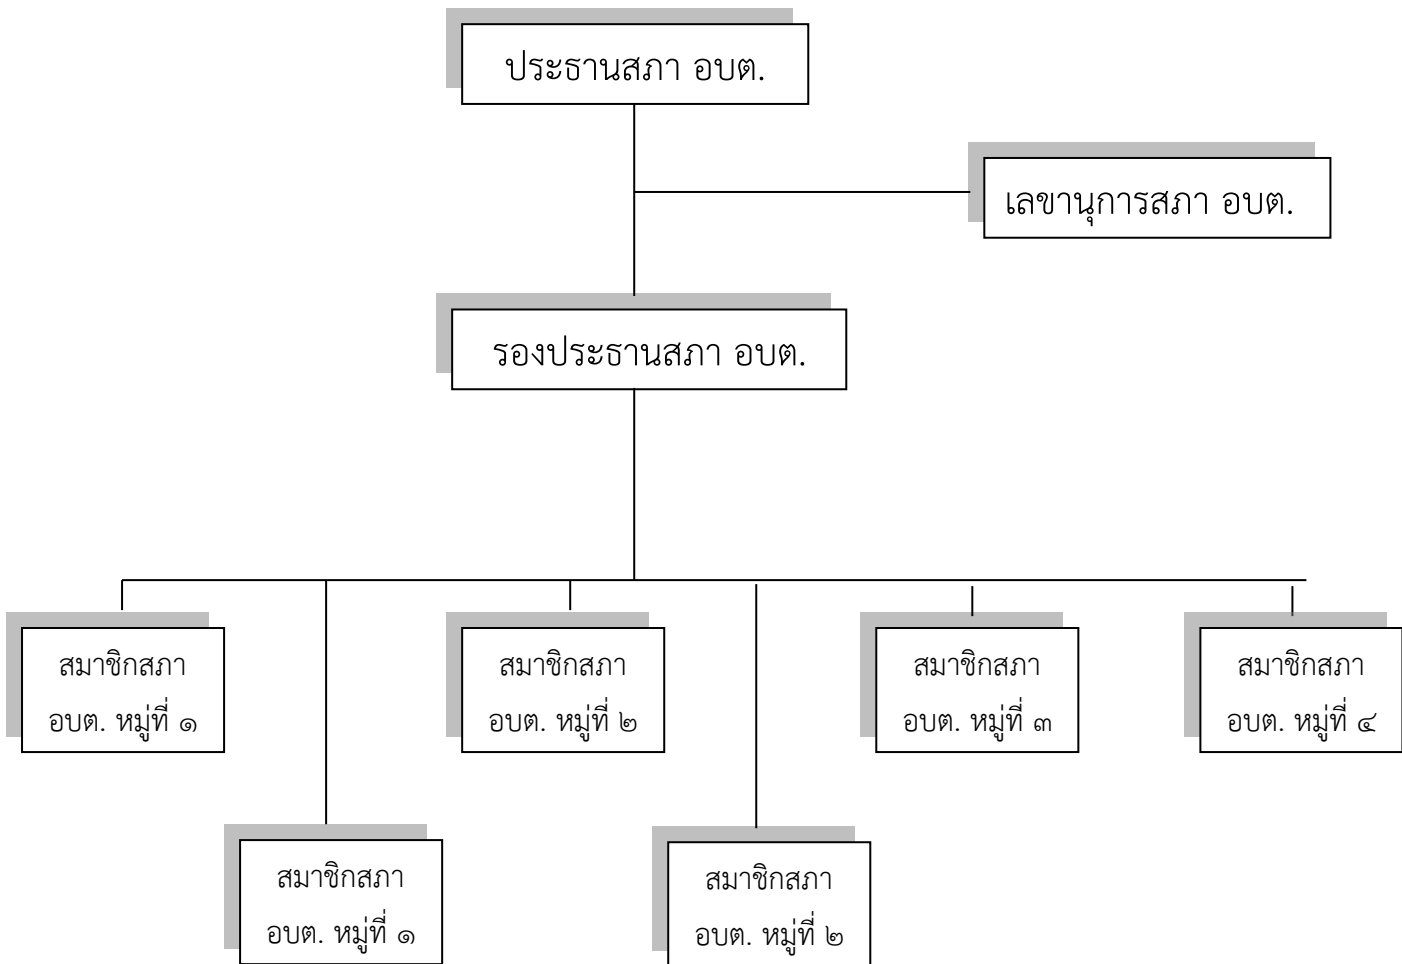 ประธานสภา อบต.
เลขานุการสภา อบต.
รองประธานสภา อบต.
สมาชิกสภา
อบต. หมู่ที่ ๑
สมาชิกสภา
อบต. หมู่ที่ ๒
สมาชิกสภา
อบต. หมู่ที่ ๓
สมาชิกสภา
อบต. หมู่ที่ ๔
สมาชิกสภา
อบต. หมู่ที่ ๑
สมาชิกสภา
อบต. หมู่ที่ ๒